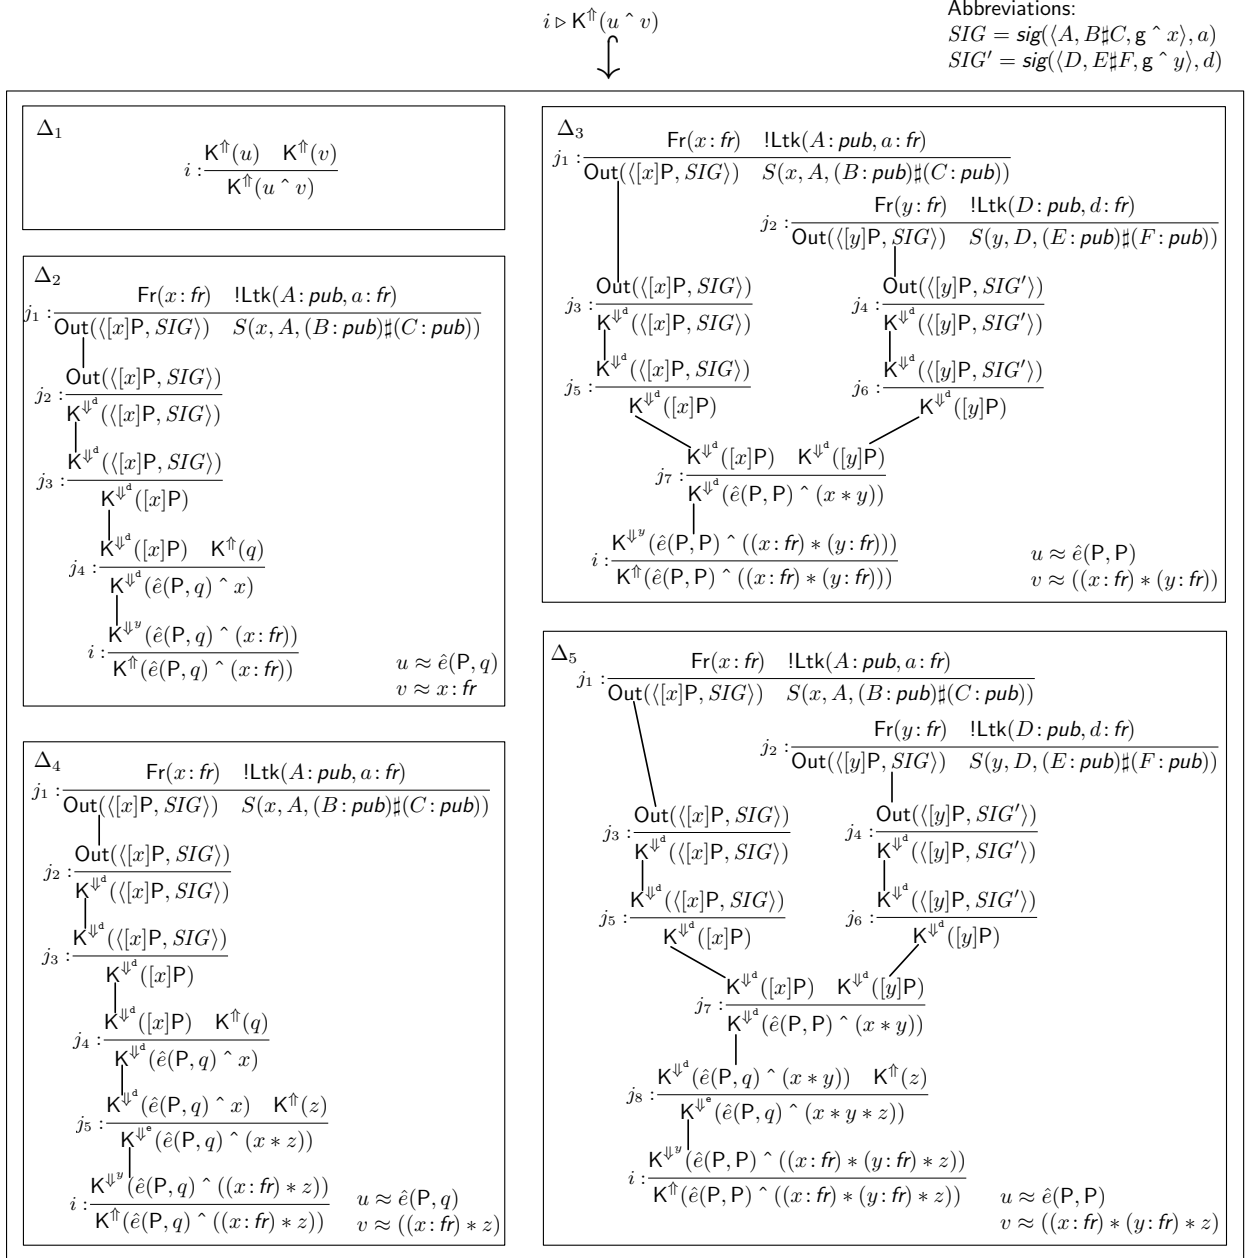 i ▷ K^⇑(u ^ v)
Abbreviations:
SIG = sig(⟨A, B♯C, g ^ x⟩, a)
SIG' = sig(⟨D, E♯F, g ^ y⟩, d)
Δ₁
K^⇑(u) K^⇑(v)
i :
K^⇑(u ^ v)
Δ₂
Fr(x : fr) !Ltk(A : pub, a : fr)
j₁ :
Out(⟨[x]P, SIG⟩) S(x, A, (B : pub)♯(C : pub))
Out(⟨[x]P, SIG⟩)
j₂ :
K^⇓ᵈ(⟨[x]P, SIG⟩)
K^⇓ᵈ(⟨[x]P, SIG⟩)
j₃ :
K^⇓ᵈ([x]P)
K^⇓ᵈ([x]P) K^⇑(q)
j₄ :
K^⇓ᵈ(ê(P, q) ^ x)
K^⇓ʸ(ê(P, q) ^ (x : fr))
i :
K^⇑(ê(P, q) ^ (x : fr))
u ≈ ê(P, q)
v ≈ x : fr
Δ₃
Fr(x : fr) !Ltk(A : pub, a : fr)
j₁ :
Out(⟨[x]P, SIG⟩) S(x, A, (B : pub)♯(C : pub))
Fr(y : fr) !Ltk(D : pub, d : fr)
j₂ :
Out(⟨[y]P, SIG⟩) S(y, D, (E : pub)♯(F : pub))
Out(⟨[x]P, SIG⟩) Out(⟨[y]P, SIG'⟩)
j₃ : j₄ :
K^⇓ᵈ(⟨[x]P, SIG⟩) K^⇓ᵈ(⟨[y]P, SIG'⟩)
K^⇓ᵈ(⟨[x]P, SIG⟩) K^⇓ᵈ(⟨[y]P, SIG'⟩)
j₅ : j₆ :
K^⇓ᵈ([x]P) K^⇓ᵈ([y]P)
K^⇓ᵈ([x]P) K^⇓ᵈ([y]P)
j₇ :
K^⇓ᵈ(ê(P, P) ^ (x * y))
K^⇓ʸ(ê(P, P) ^ ((x : fr) * (y : fr)))
i :
K^⇑(ê(P, P) ^ ((x : fr) * (y : fr)))
u ≈ ê(P, P)
v ≈ ((x : fr) * (y : fr))
Δ₄
Fr(x : fr) !Ltk(A : pub, a : fr)
j₁ :
Out(⟨[x]P, SIG⟩) S(x, A, (B : pub)♯(C : pub))
Out(⟨[x]P, SIG⟩)
j₂ :
K^⇓ᵈ(⟨[x]P, SIG⟩)
K^⇓ᵈ(⟨[x]P, SIG⟩)
j₃ :
K^⇓ᵈ([x]P)
K^⇓ᵈ([x]P) K^⇑(q)
j₄ :
K^⇓ᵈ(ê(P, q) ^ x)
K^⇓ᵈ(ê(P, q) ^ x) K^⇑(z)
j₅ :
K^⇓ᵉ(ê(P, q) ^ (x * z))
K^⇓ʸ(ê(P, q) ^ ((x : fr) * z))
i :
K^⇑(ê(P, q) ^ ((x : fr) * z))
u ≈ ê(P, q)
v ≈ ((x : fr) * z)
Δ₅
Fr(x : fr) !Ltk(A : pub, a : fr)
j₁ :
Out(⟨[x]P, SIG⟩) S(x, A, (B : pub)♯(C : pub))
Fr(y : fr) !Ltk(D : pub, d : fr)
j₂ :
Out(⟨[y]P, SIG⟩) S(y, D, (E : pub)♯(F : pub))
Out(⟨[x]P, SIG⟩) Out(⟨[y]P, SIG'⟩)
j₃ : j₄ :
K^⇓ᵈ(⟨[x]P, SIG⟩) K^⇓ᵈ(⟨[y]P, SIG'⟩)
K^⇓ᵈ(⟨[x]P, SIG⟩) K^⇓ᵈ(⟨[y]P, SIG'⟩)
j₅ : j₆ :
K^⇓ᵈ([x]P) K^⇓ᵈ([y]P)
K^⇓ᵈ([x]P) K^⇓ᵈ([y]P)
j₇ :
K^⇓ᵈ(ê(P, P) ^ (x * y))
K^⇓ᵈ(ê(P, q) ^ (x * y)) K^⇑(z)
j₈ :
K^⇓ᵉ(ê(P, q) ^ (x * y * z))
K^⇓ʸ(ê(P, P) ^ ((x : fr) * (y : fr) * z))
i :
K^⇑(ê(P, P) ^ ((x : fr) * (y : fr) * z))
u ≈ ê(P, P)
v ≈ ((x : fr) * (y : fr) * z)